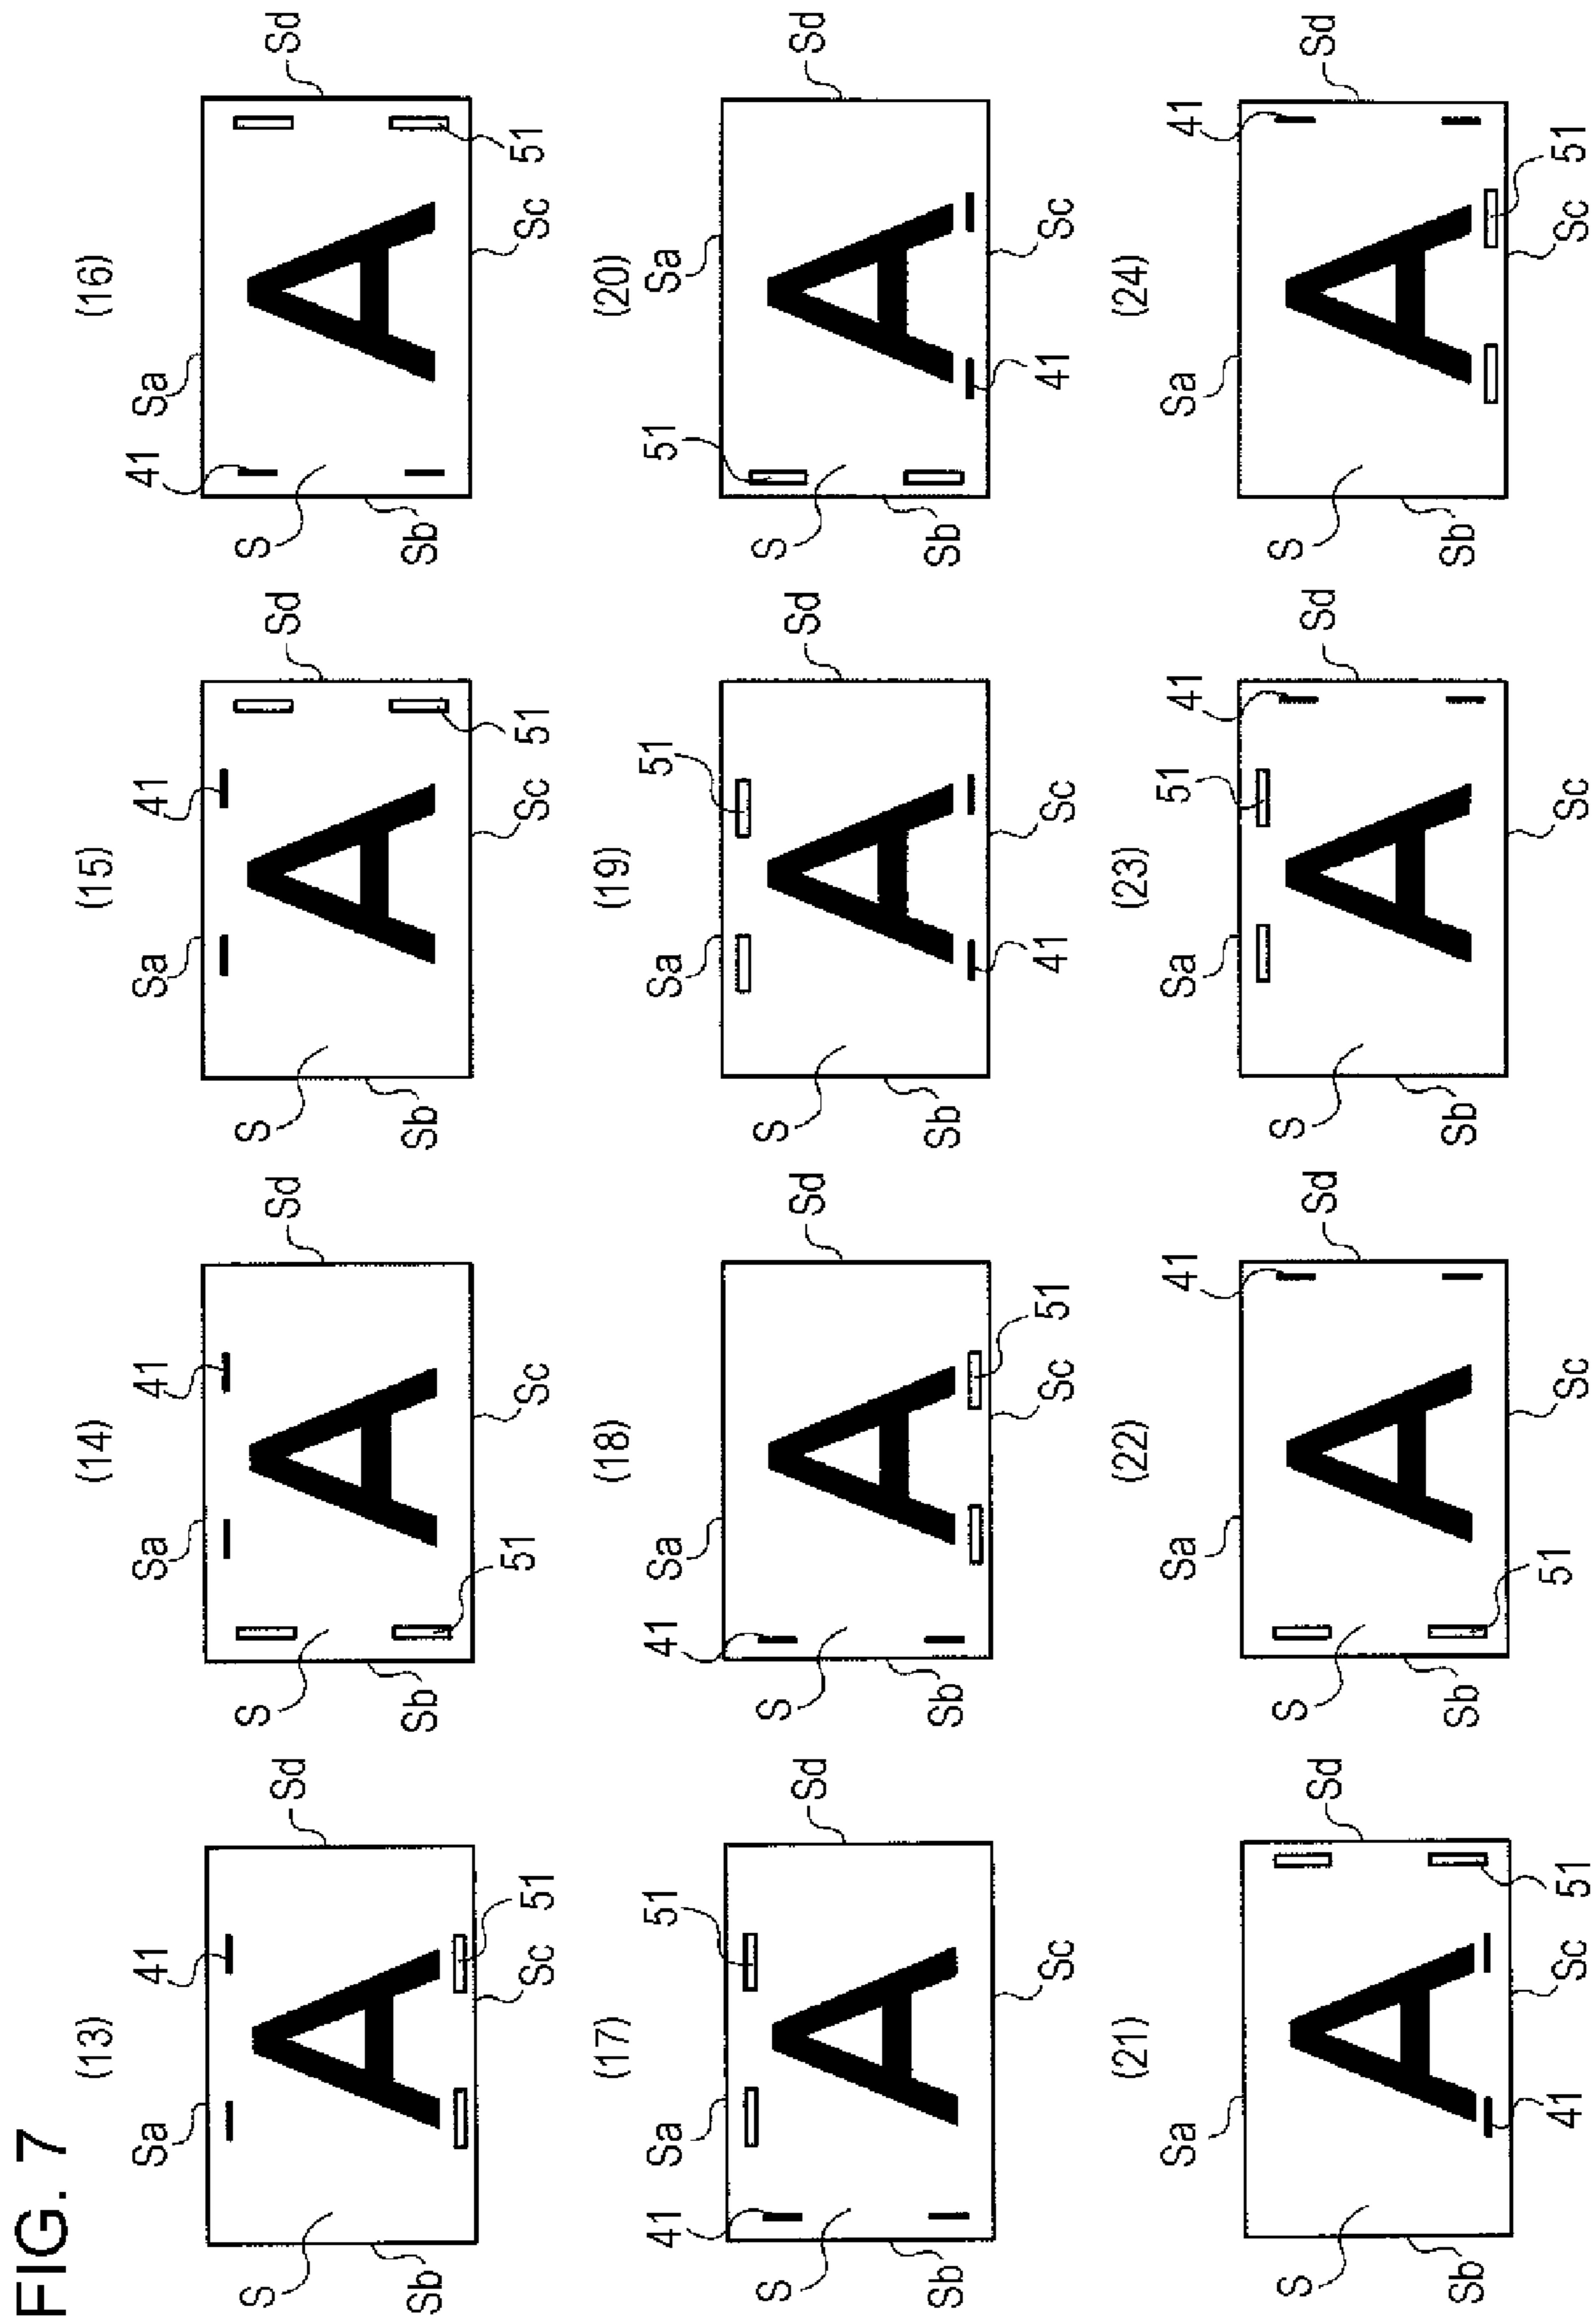 FIG. 7
(13)
Sa 41
S Sd
A
Sb Sc 51
(14)
Sa 41
S Sd
A
Sb 51 Sc
(15)
Sa 41
S Sd
A
Sb Sc 51
(16)
41 Sa
S Sd
A
Sb Sc 51
(17)
41 Sa 51
S Sd
A
Sb Sc
(18)
41 Sa
S Sd
A
Sb Sc 51
(19)
Sa 51
S Sd
A
Sb 41 Sc
(20)
51 Sa
S Sd
A
Sb 41 Sc
(21)
Sa
S Sd
A
Sb 41 Sc 51
(22)
Sa 41
S Sd
A
Sb 51 Sc
(23)
Sa 51 41
S Sd
A
Sb Sc
(24)
Sa 41
S Sd
A
Sb Sc 51